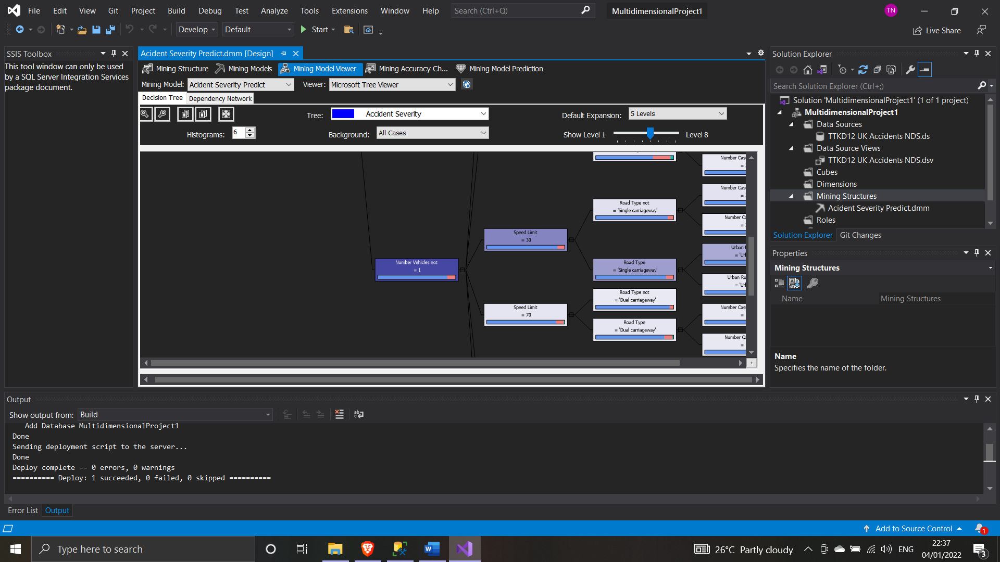 File Edit View Git Project Build Debug Test Analyze Tools Extensions Window Help Search (Ctrl+Q) MultidimensionalProject1 TN
Develop Default Start Live Share
SSIS Toolbox
This tool window can only be used
by a SQL Server Integration Services
package document.
Acident Severity Predict.dmm [Design]
Mining Structure Mining Models Mining Model Viewer Mining Accuracy Ch... Mining Model Prediction
Mining Model: Acident Severity Predict Viewer: Microsoft Tree Viewer
Decision Tree Dependency Network
Tree: Accident Severity Default Expansion: 5 Levels
Histograms: 6 Background: All Cases Show Level 1 Level 8
Number Cas
=
Number Cas
=
Road Type not
= 'Single carriageway'
Number Ca
=
Speed Limit
= 30
Urban
= 'Url
Number Vehicles not
= 1
Road Type
= 'Single carriageway'
Urban Ru
= 'Url
Road Type not
= 'Dual carriageway'
Speed Limit
= 70
Number Cas
=
Road Type
= 'Dual carriageway'
Number Ca
=
Solution Explorer
Search Solution Explorer (Ctrl+;)
Solution 'MultidimensionalProject1' (1 of 1 project)
MultidimensionalProject1
Data Sources
TTKD12 UK Accidents NDS.ds
Data Source Views
TTKD12 UK Accidents NDS.dsv
Cubes
Dimensions
Mining Structures
Acident Severity Predict.dmm
Roles
Solution Explorer Git Changes
Properties
Mining Structures
Name Mining Structures
Name
Specifies the name of the folder.
Output
Show output from: Build
Add Database MultidimensionalProject1
Done
Sending deployment script to the server...
Done
Deploy complete -- 0 errors, 0 warnings
========== Deploy: 1 succeeded, 0 failed, 0 skipped ==========
Error List Output
Add to Source Control 1
Type here to search 26°C Partly cloudy ENG 22:37
04/01/2022 3